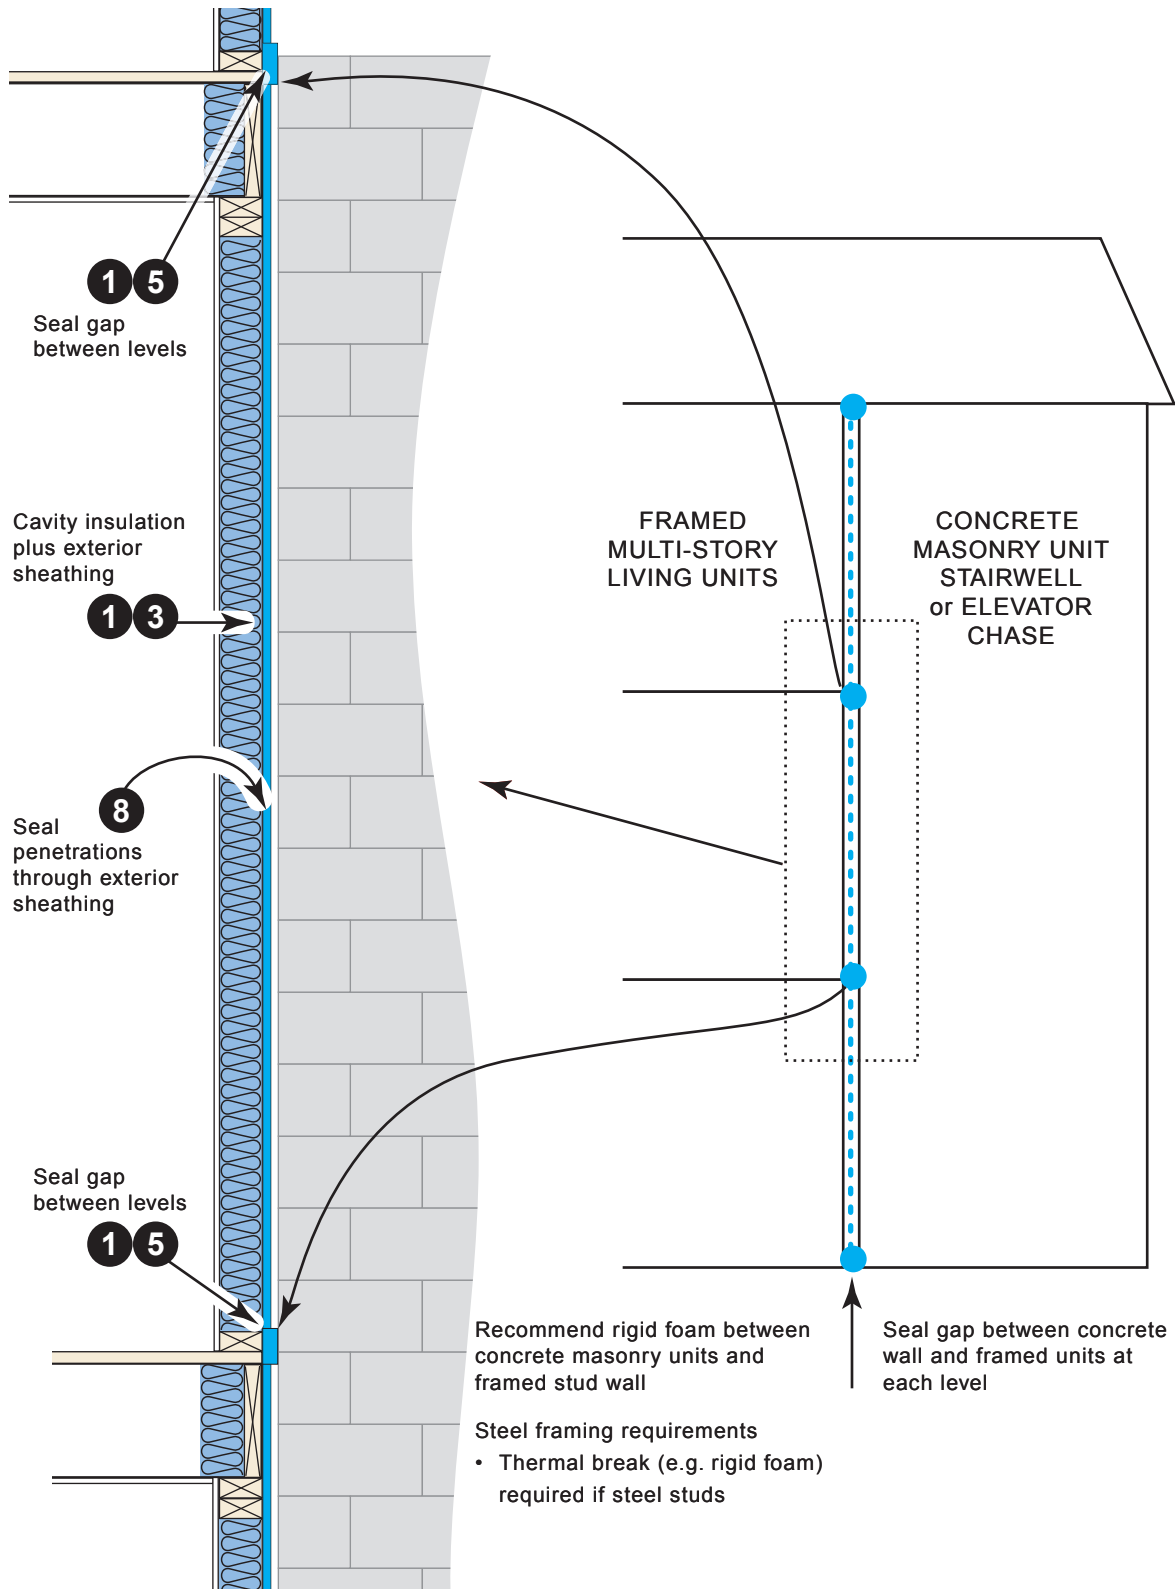 1 5
Seal gap
between levels
Cavity insulation
plus exterior
sheathing
1 3
8
Seal
penetrations
through exterior
sheathing
Seal gap
between levels
1 5
FRAMED
MULTI-STORY
LIVING UNITS
CONCRETE
MASONRY UNIT
STAIRWELL
or ELEVATOR
CHASE
Recommend rigid foam between
concrete masonry units and
framed stud wall
Steel framing requirements
• Thermal break (e.g. rigid foam)
required if steel studs
Seal gap between concrete
wall and framed units at
each level